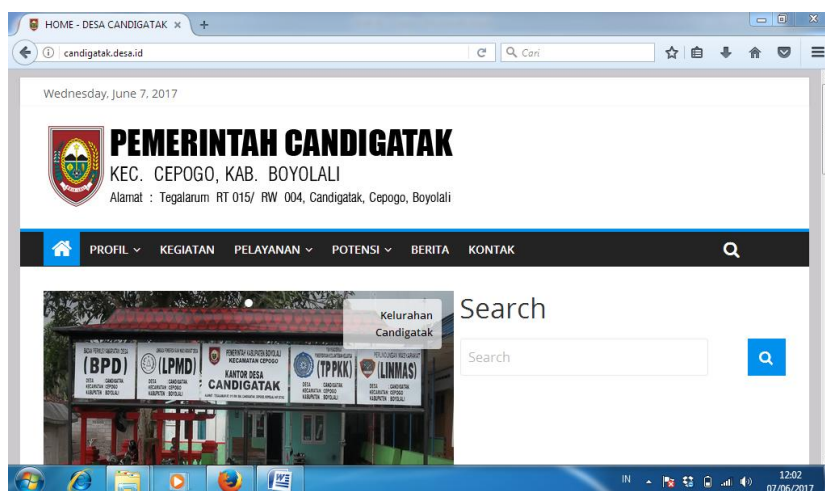 HOME - DESA CANDIGATAK
candigatak.desa.id
Cari
Wednesday, June 7, 2017
PEMERINTAH CANDIGATAK
KEC. CEPOGO, KAB. BOYOLALI
Alamat : Tegalarum RT 015/ RW 004, Candigatak, Cepogo, Boyolali
PROFIL KEGIATAN PELAYANAN POTENSI BERITA KONTAK
Kelurahan
Candigatak
(BPD)
(LPMD)
KECAMATAN CEPOGO
KANTOR DESA
CANDIGATAK
(TP PKK)
(LINMAS)
Search
Search
IN
12:02
07/06/2017